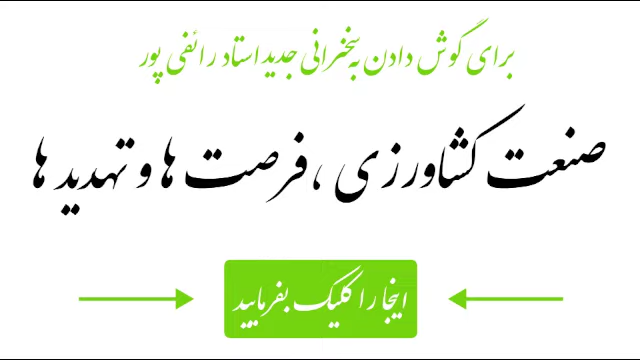 برای گوش دادن به سخنرانی جدید استاد رائفی پور
صنعت کشاورزی ، فرصت ها و تهدید ها
اینجا را کلیک بفرمایید